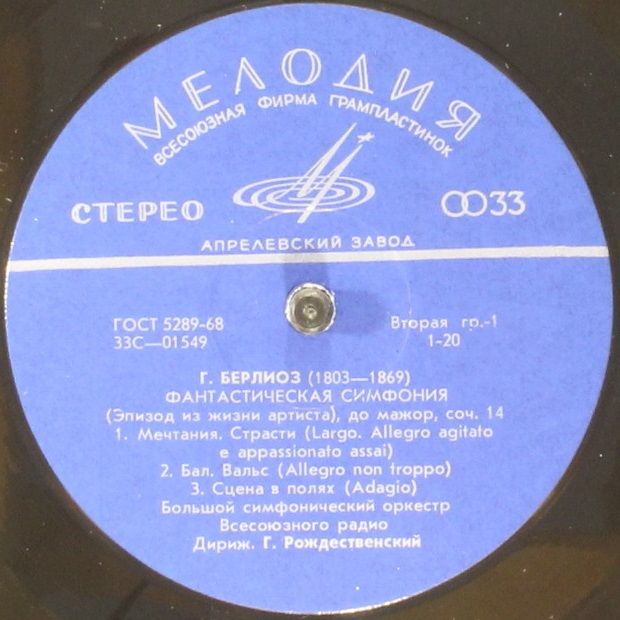 МЕЛОДИЯ
ВСЕСОЮЗНАЯ ФИРМА ГРАМПЛАСТИНОК
СТЕРЕО
33
АПРЕЛЕВСКИЙ ЗАВОД
ГОСТ 5289-68
Вторая гр.-1
33С—01549
1-20
Г. БЕРЛИОЗ (1803—1869)
ФАНТАСТИЧЕСКАЯ СИМФОНИЯ
(Эпизод из жизни артиста), до мажор, соч. 14
1. Мечтания. Страсти (Largo. Allegro agitato
e appassionato assai)
2. Бал. Вальс (Allegro non troppo)
3. Сцена в полях (Adagio)
Большой симфонический оркестр
Всесоюзного радио
Дириж. Г. Рождественский